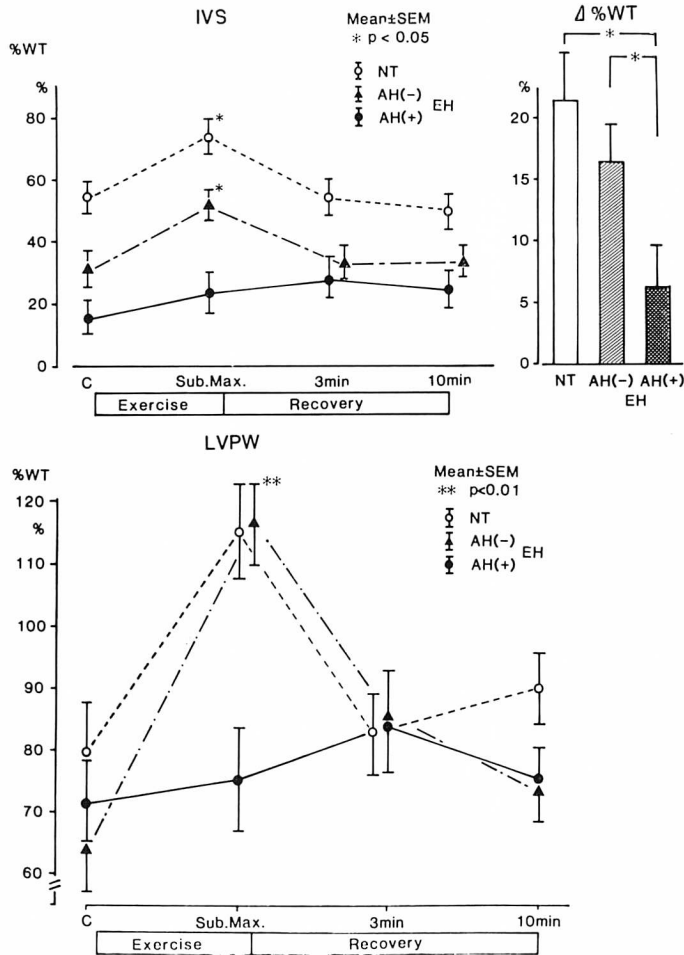 IVS
Mean±SEM
* p < 0.05
%WT
%
NT
AH(-)
EH
AH(+)
80
60
40
20
0
*
*
C
Sub.Max.
3min
10min
Exercise
Recovery
Δ %WT
*
*
%
20
15
10
5
0
NT
AH(-)
AH(+)
EH
LVPW
%WT
Mean±SEM
** p<0.01
NT
AH(-)
EH
AH(+)
120
%
110
100
90
80
70
60
**
C
Sub.Max.
3min
10min
Exercise
Recovery